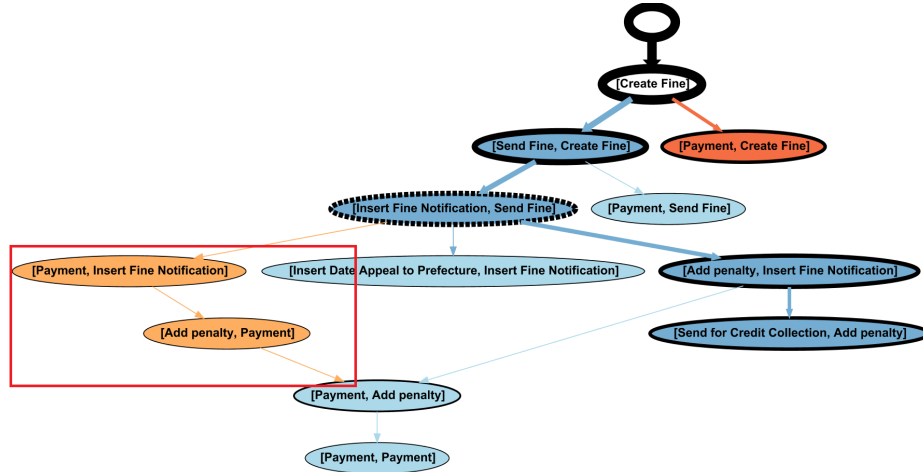 [Create Fine]
[Send Fine, Create Fine]
[Payment, Create Fine]
[Insert Fine Notification, Send Fine]
[Payment, Send Fine]
[Payment, Insert Fine Notification]
[Insert Date Appeal to Prefecture, Insert Fine Notification]
[Add penalty, Insert Fine Notification]
[Add penalty, Payment]
[Send for Credit Collection, Add penalty]
[Payment, Add penalty]
[Payment, Payment]